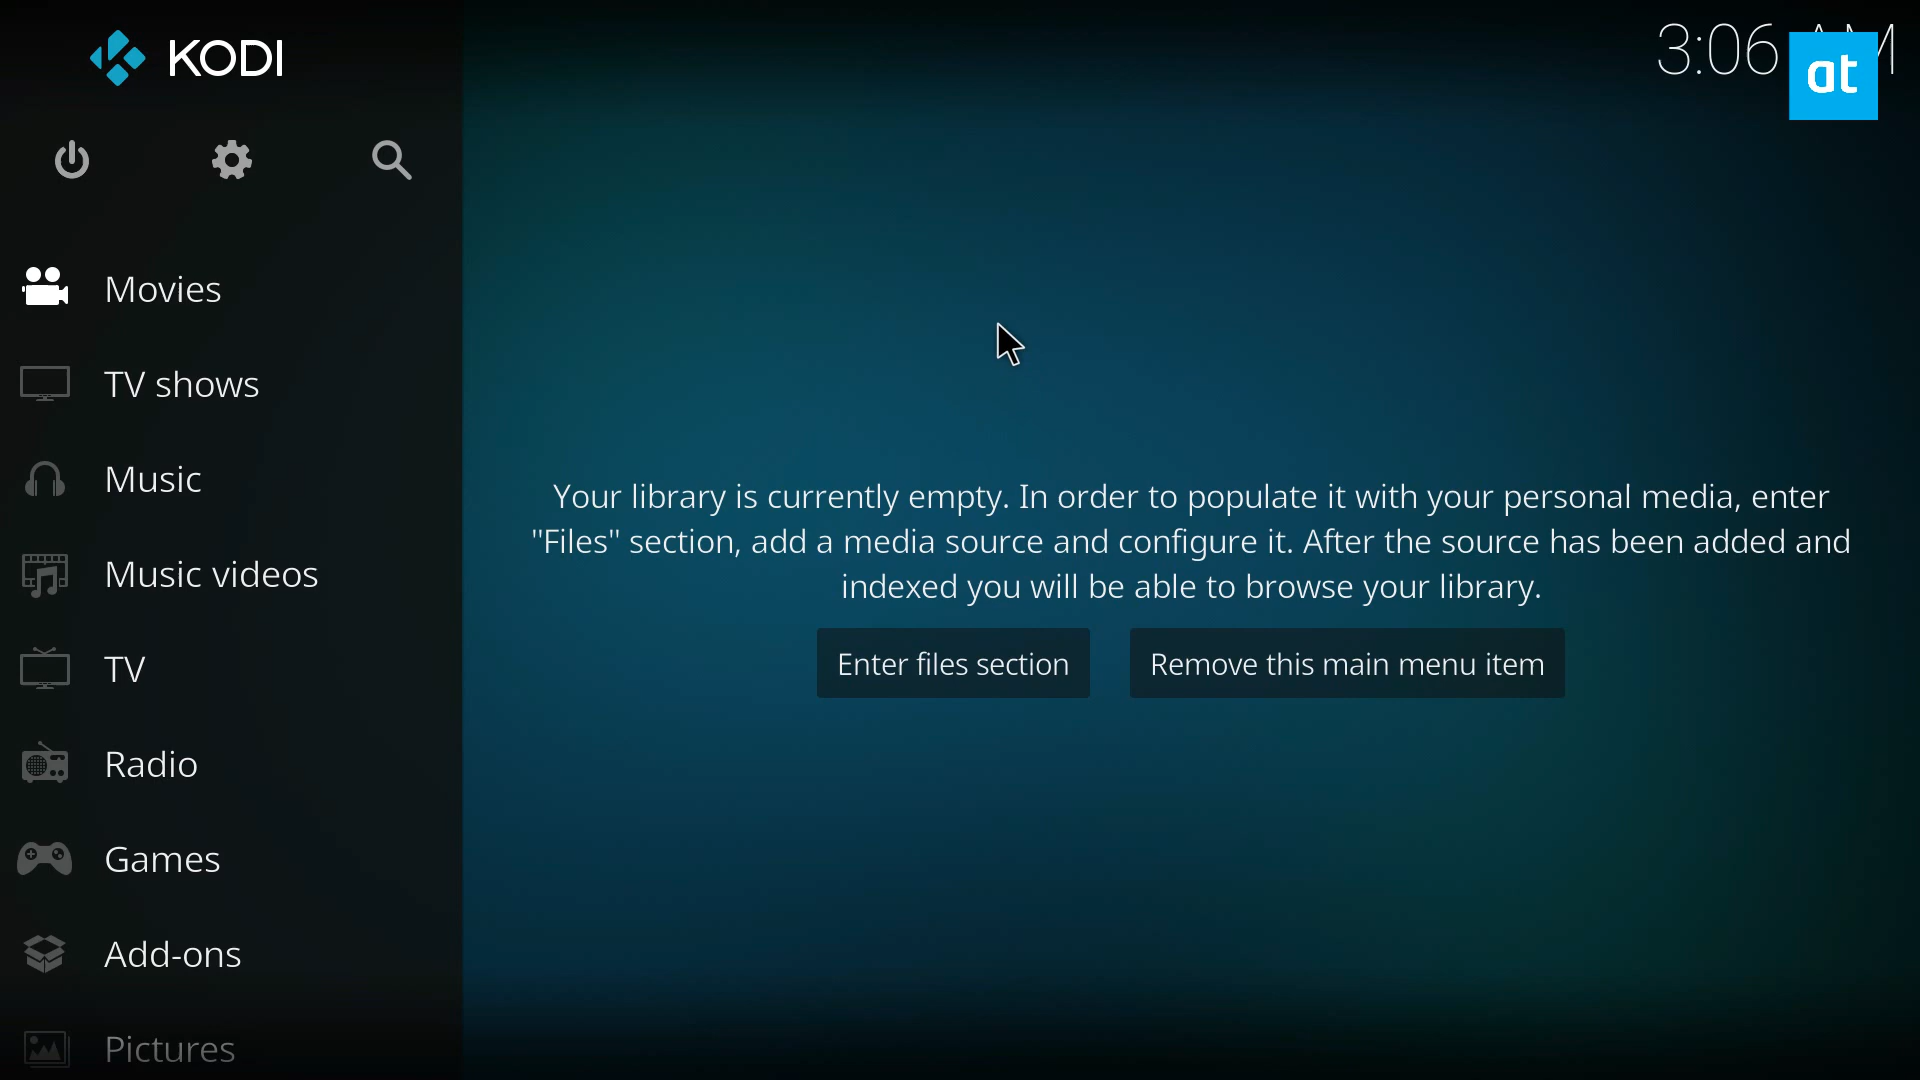 KODI
3:06 AM
at
Movies
TV shows
Music
Music videos
TV
Radio
Games
Add-ons
Pictures
Your library is currently empty. In order to populate it with your personal media, enter
"Files" section, add a media source and configure it. After the source has been added and
indexed you will be able to browse your library.
Enter files section
Remove this main menu item